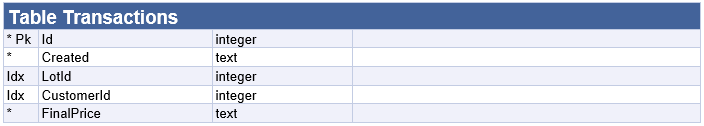 Table Transactions
* Pk Id integer
* Created text
Idx LotId integer
Idx CustomerId integer
* FinalPrice text